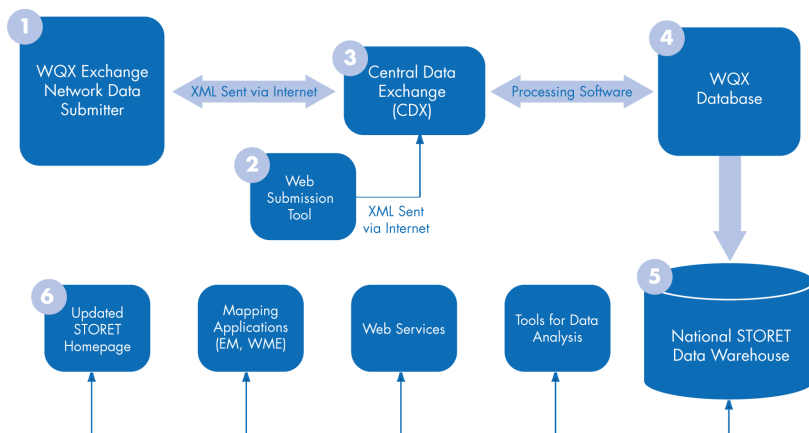 1
WQX Exchange
Network Data
Submitter
XML Sent via Internet
3
Central Data
Exchange
(CDX)
Processing Software
4
WQX
Database
2
Web
Submission
Tool
XML Sent
via Internet
6
Updated
STORET
Homepage
Mapping
Applications
(EM, WME)
Web Services
Tools for Data
Analysis
5
National STORET
Data Warehouse